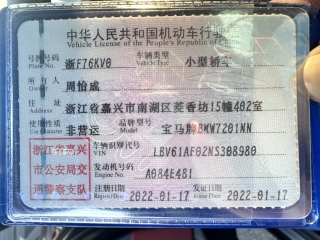 中华人民共和国机动车行驶证
Vehicle License of the People's Republic of China
号牌号码 浙F76KV0 车辆类型 小型轿车
Plate No. Vehicle Type
所有人 周怡成
Owner
住址 浙江省嘉兴市南湖区菱香坊15幢402室
Address
使用性质 非营运 品牌型号 宝马牌BMW7201NN
Use Character Model
浙江省嘉兴 车辆识别代号 LBV61AF02NS308980
VIN
市公安局交 发动机号码 A084E481
Engine No.
通警察支队 注册日期 2022-01-17 发证日期 2022-01-17
Register Date Issue Date